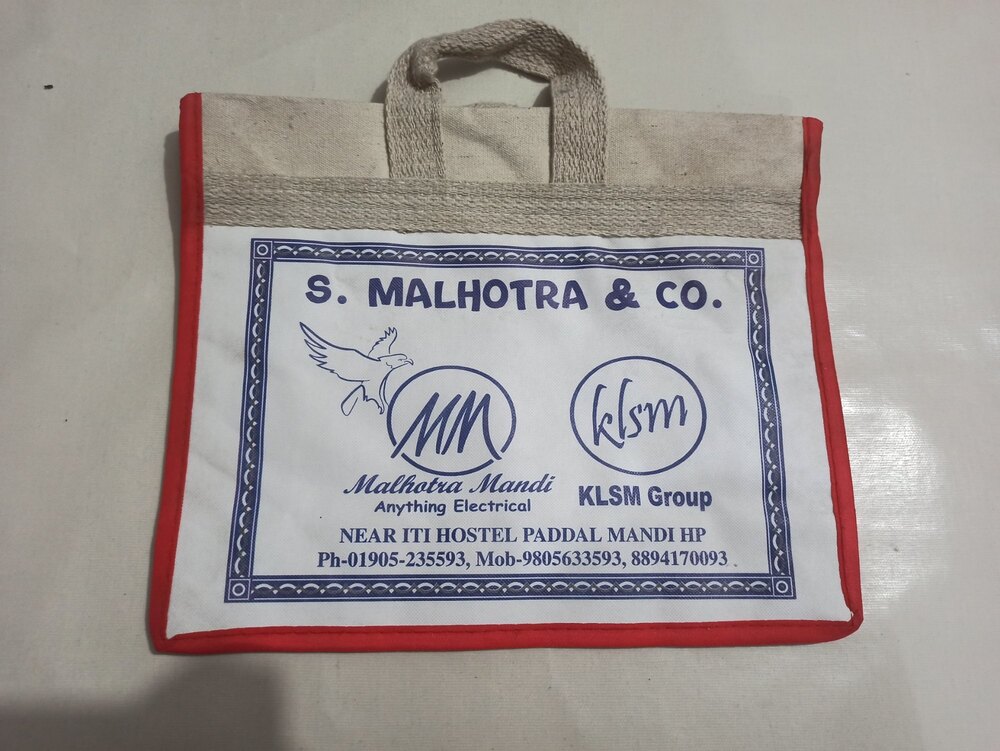 S. MALHOTRA & CO.
MM
Malhotra Mandi
Anything Electrical
klsm
KLSM Group
NEAR ITI HOSTEL PADDAL MANDI HP
Ph-01905-235593, Mob-9805633593, 8894170093